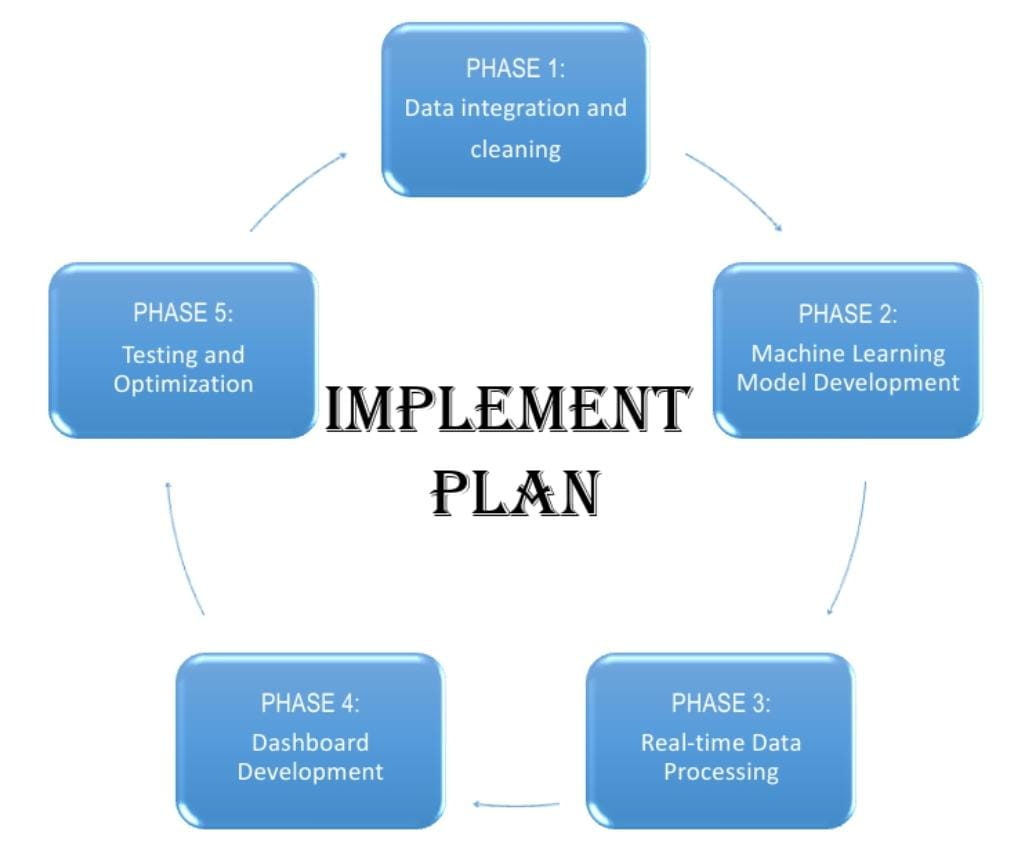 PHASE 1:
Data integration and
cleaning
PHASE 2:
Machine Learning
Model Development
PHASE 3:
Real-time Data
Processing
PHASE 4:
Dashboard
Development
PHASE 5:
Testing and
Optimization
IMPLEMENT
PLAN